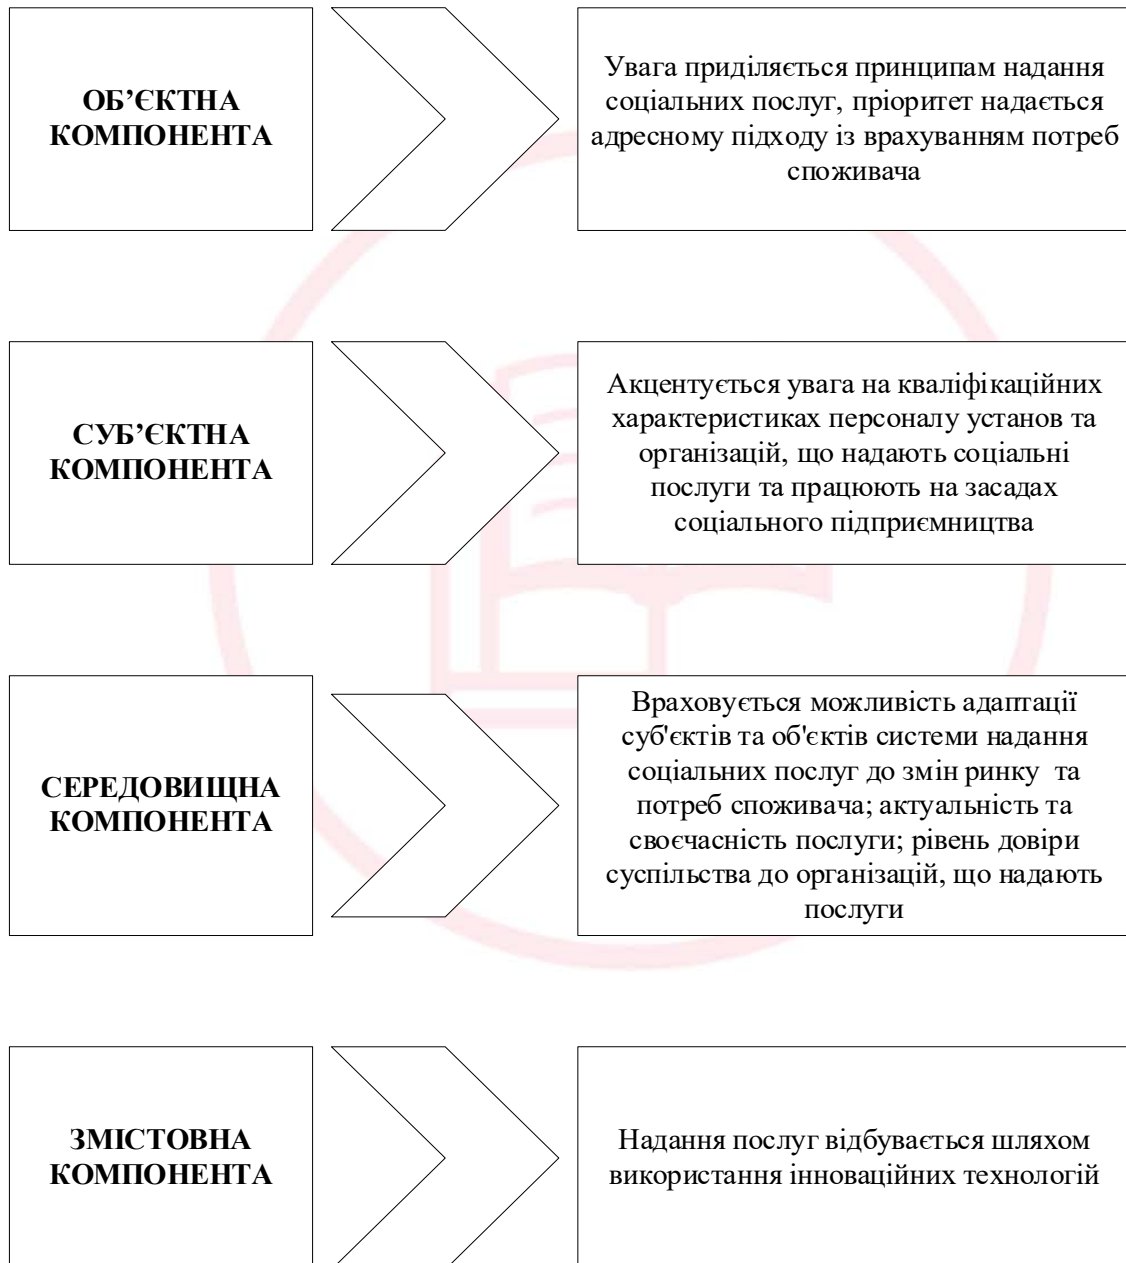 ОБ’ЄКТНА
КОМПОНЕНТА
Увага приділяється принципам надання
соціальних послуг, пріоритет надається
адресному підходу із врахуванням потреб
споживача
СУБ’ЄКТНА
КОМПОНЕНТА
Акцентується увага на кваліфікаційних
характеристиках персоналу установ та
організацій, що надають соціальні
послуги та працюють на засадах
соціального підприємництва
СЕРЕДОВИЩНА
КОМПОНЕНТА
Враховується можливість адаптації
суб'єктів та об'єктів системи надання
соціальних послуг до змін ринку та
потреб споживача; актуальність та
своєчасність послуги; рівень довіри
суспільства до організацій, що надають
послуги
ЗМІСТОВНА
КОМПОНЕНТА
Надання послуг відбувається шляхом
використання інноваційних технологій